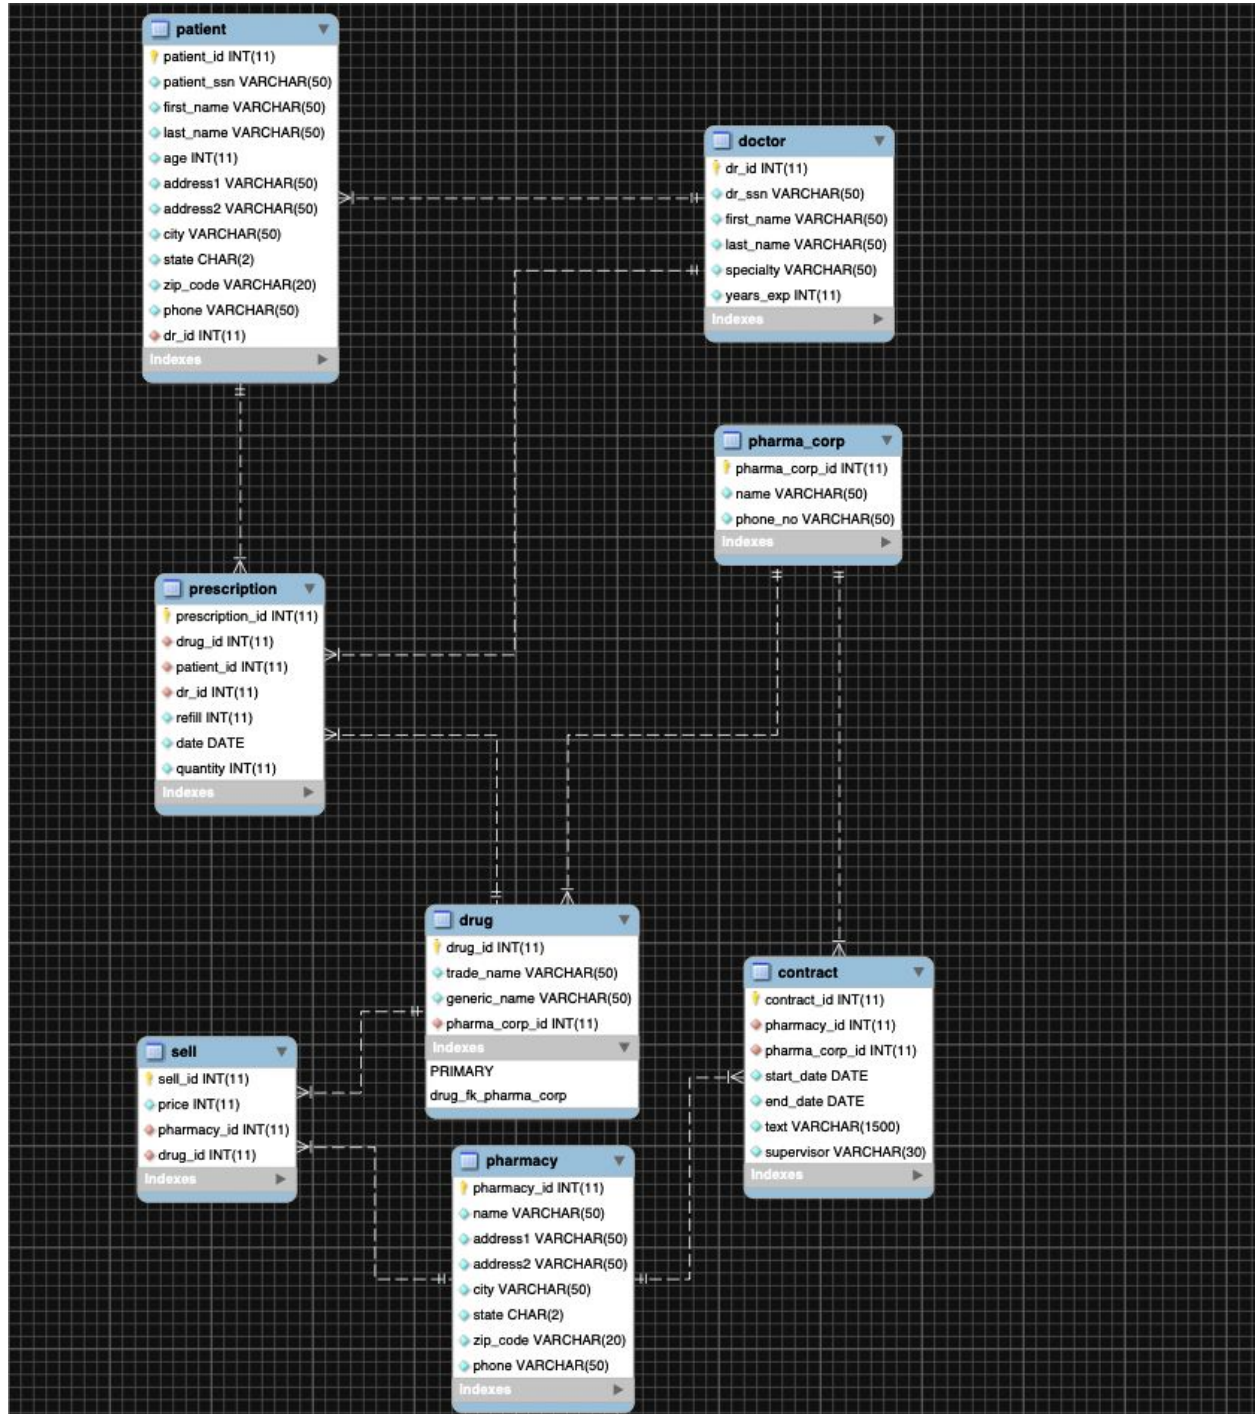 patient
patient_id INT(11)
patient_ssn VARCHAR(50)
first_name VARCHAR(50)
last_name VARCHAR(50)
age INT(11)
address1 VARCHAR(50)
address2 VARCHAR(50)
city VARCHAR(50)
state CHAR(2)
zip_code VARCHAR(20)
phone VARCHAR(50)
dr_id INT(11)
Indexes
doctor
dr_id INT(11)
dr_ssn VARCHAR(50)
first_name VARCHAR(50)
last_name VARCHAR(50)
specialty VARCHAR(50)
years_exp INT(11)
Indexes
pharma_corp
pharma_corp_id INT(11)
name VARCHAR(50)
phone_no VARCHAR(50)
Indexes
prescription
prescription_id INT(11)
drug_id INT(11)
patient_id INT(11)
dr_id INT(11)
refill INT(11)
date DATE
quantity INT(11)
Indexes
drug
drug_id INT(11)
trade_name VARCHAR(50)
generic_name VARCHAR(50)
pharma_corp_id INT(11)
Indexes
PRIMARY
drug_fk_pharma_corp
contract
contract_id INT(11)
pharmacy_id INT(11)
pharma_corp_id INT(11)
start_date DATE
end_date DATE
text VARCHAR(1500)
supervisor VARCHAR(30)
Indexes
sell
sell_id INT(11)
price INT(11)
pharmacy_id INT(11)
drug_id INT(11)
Indexes
pharmacy
pharmacy_id INT(11)
name VARCHAR(50)
address1 VARCHAR(50)
address2 VARCHAR(50)
city VARCHAR(50)
state CHAR(2)
zip_code VARCHAR(20)
phone VARCHAR(50)
Indexes